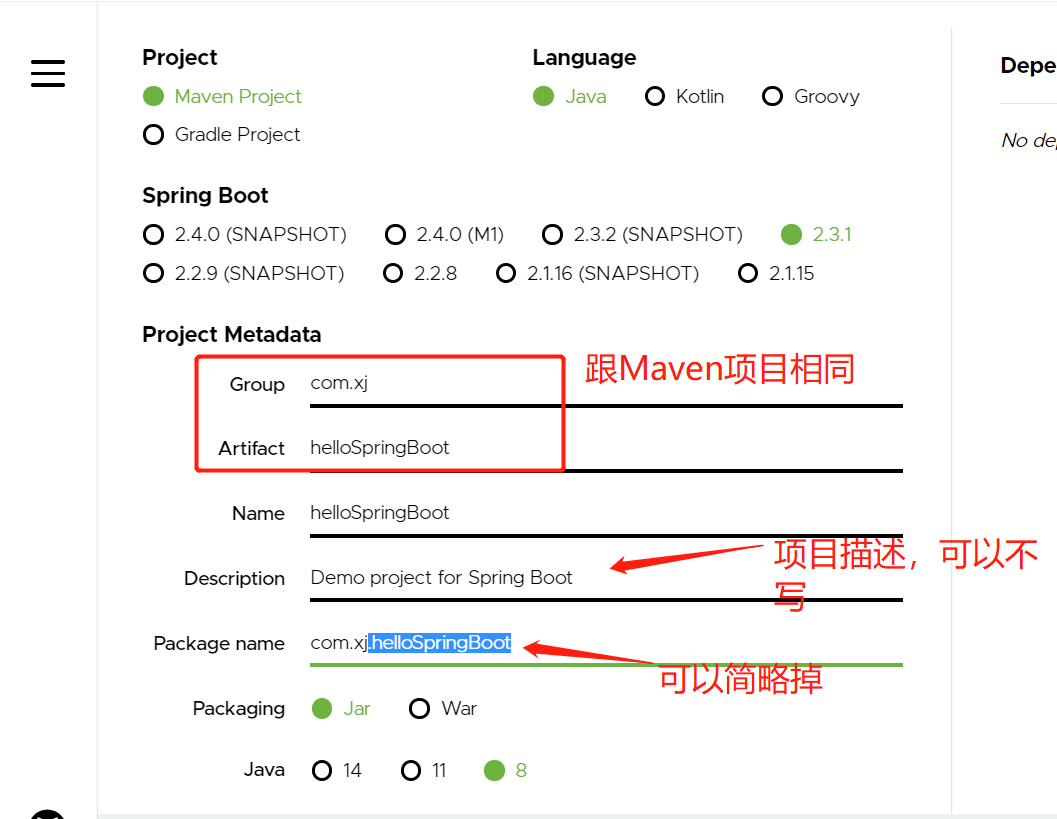 Project
Language
Depe
Maven Project
Java
Kotlin
Groovy
Gradle Project
No de
Spring Boot
2.4.0 (SNAPSHOT)
2.4.0 (M1)
2.3.2 (SNAPSHOT)
2.3.1
2.2.9 (SNAPSHOT)
2.2.8
2.1.16 (SNAPSHOT)
2.1.15
Project Metadata
Group
com.xj
跟Maven项目相同
Artifact
helloSpringBoot
Name
helloSpringBoot
Description
Demo project for Spring Boot
项目描述，可以不
写
Package name
com.xj.helloSpringBoot
可以简略掉
Packaging
Jar
War
Java
14
11
8